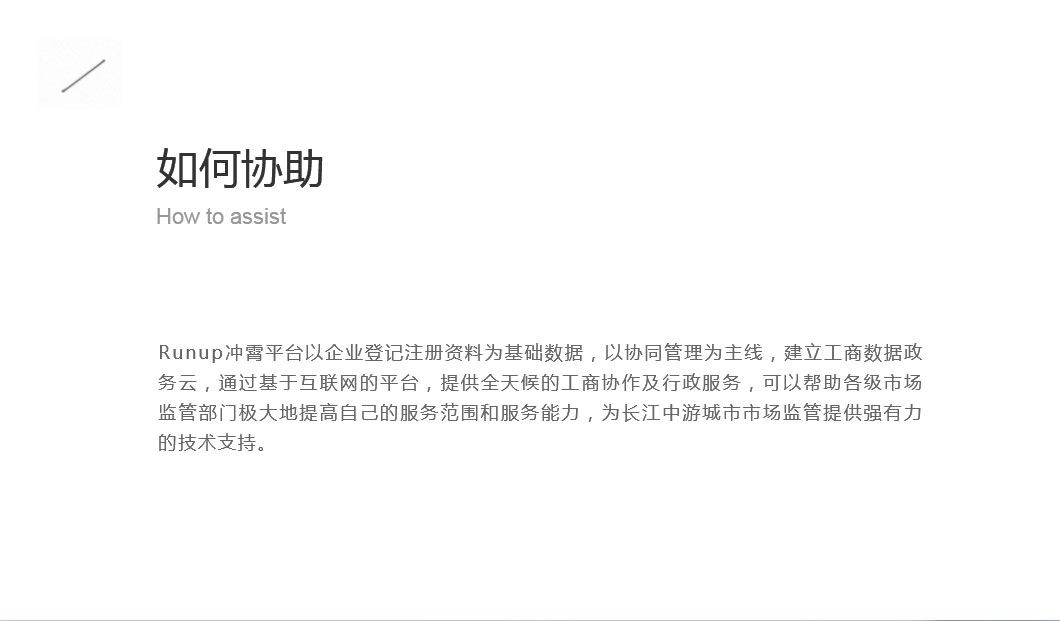 如何协助
How to assist
Runup冲霄平台以企业登记注册资料为基础数据，以协同管理为主线，建立工商数据政
务云，通过基于互联网的平台，提供全天候的工商协作及行政服务，可以帮助各级市场
监管部门极大地提高自己的服务范围和服务能力，为长江中游城市市场监管提供强有力
的技术支持。